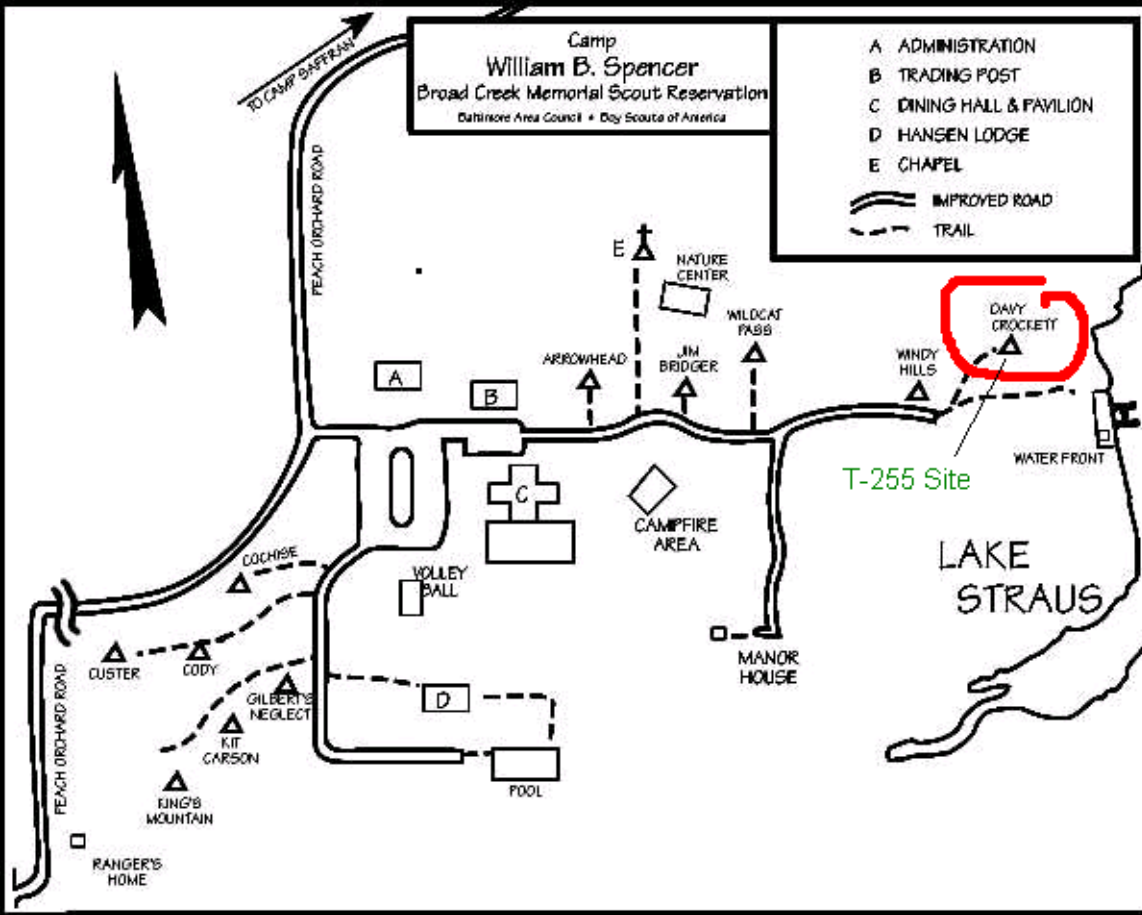 TO CAMP SAFFRAN
Camp
William B. Spencer
Broad Creek Memorial Scout Reservation
Baltimore Area Council • Boy Scouts of America
A ADMINISTRATION
B TRADING POST
C DINING HALL & PAVILION
D HANSEN LODGE
E CHAPEL
IMPROVED ROAD
TRAIL
PEACH ORCHARD ROAD
E
NATURE
CENTER
WILDCAT
PASS
DAVY
CROCKETT
ARROWHEAD
JIM
BRIDGER
WINDY
HILLS
A
B
WATER FRONT
T-255 Site
C
CAMPFIRE
AREA
LAKE
STRAUS
COCHISE
VOLLEY
BALL
CUSTER
CODY
MANOR
HOUSE
GILBERT'S
NEGLECT
D
PEACH ORCHARD ROAD
KIT
CARSON
POOL
KING'S
MOUNTAIN
RANGER'S
HOME